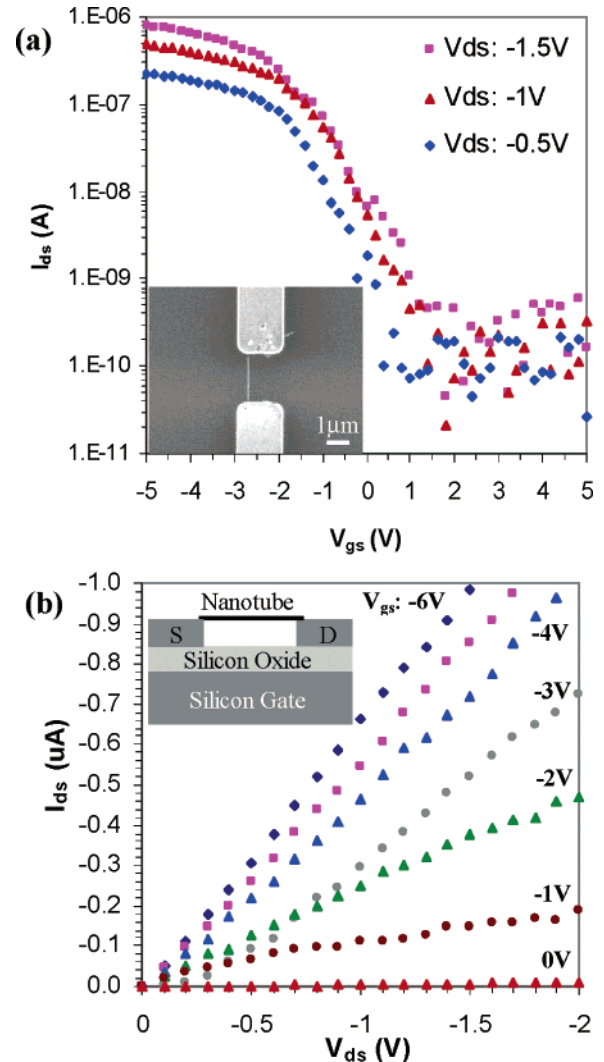 (a)
1.E-06
1.E-07
1.E-08
1.E-09
1.E-10
1.E-11
Ids (A)
Vds: -1.5V
Vds: -1V
Vds: -0.5V
1μm
-5 -4 -3 -2 -1 0 1 2 3 4 5
Vgs (V)
(b)
-1.0
-0.9
-0.8
-0.7
-0.6
-0.5
-0.4
-0.3
-0.2
-0.1
0.0
Ids (uA)
Nanotube
S D
Silicon Oxide
Silicon Gate
Vgs: -6V
-4V
-3V
-2V
-1V
0V
0 -0.5 -1 -1.5 -2
Vds (V)